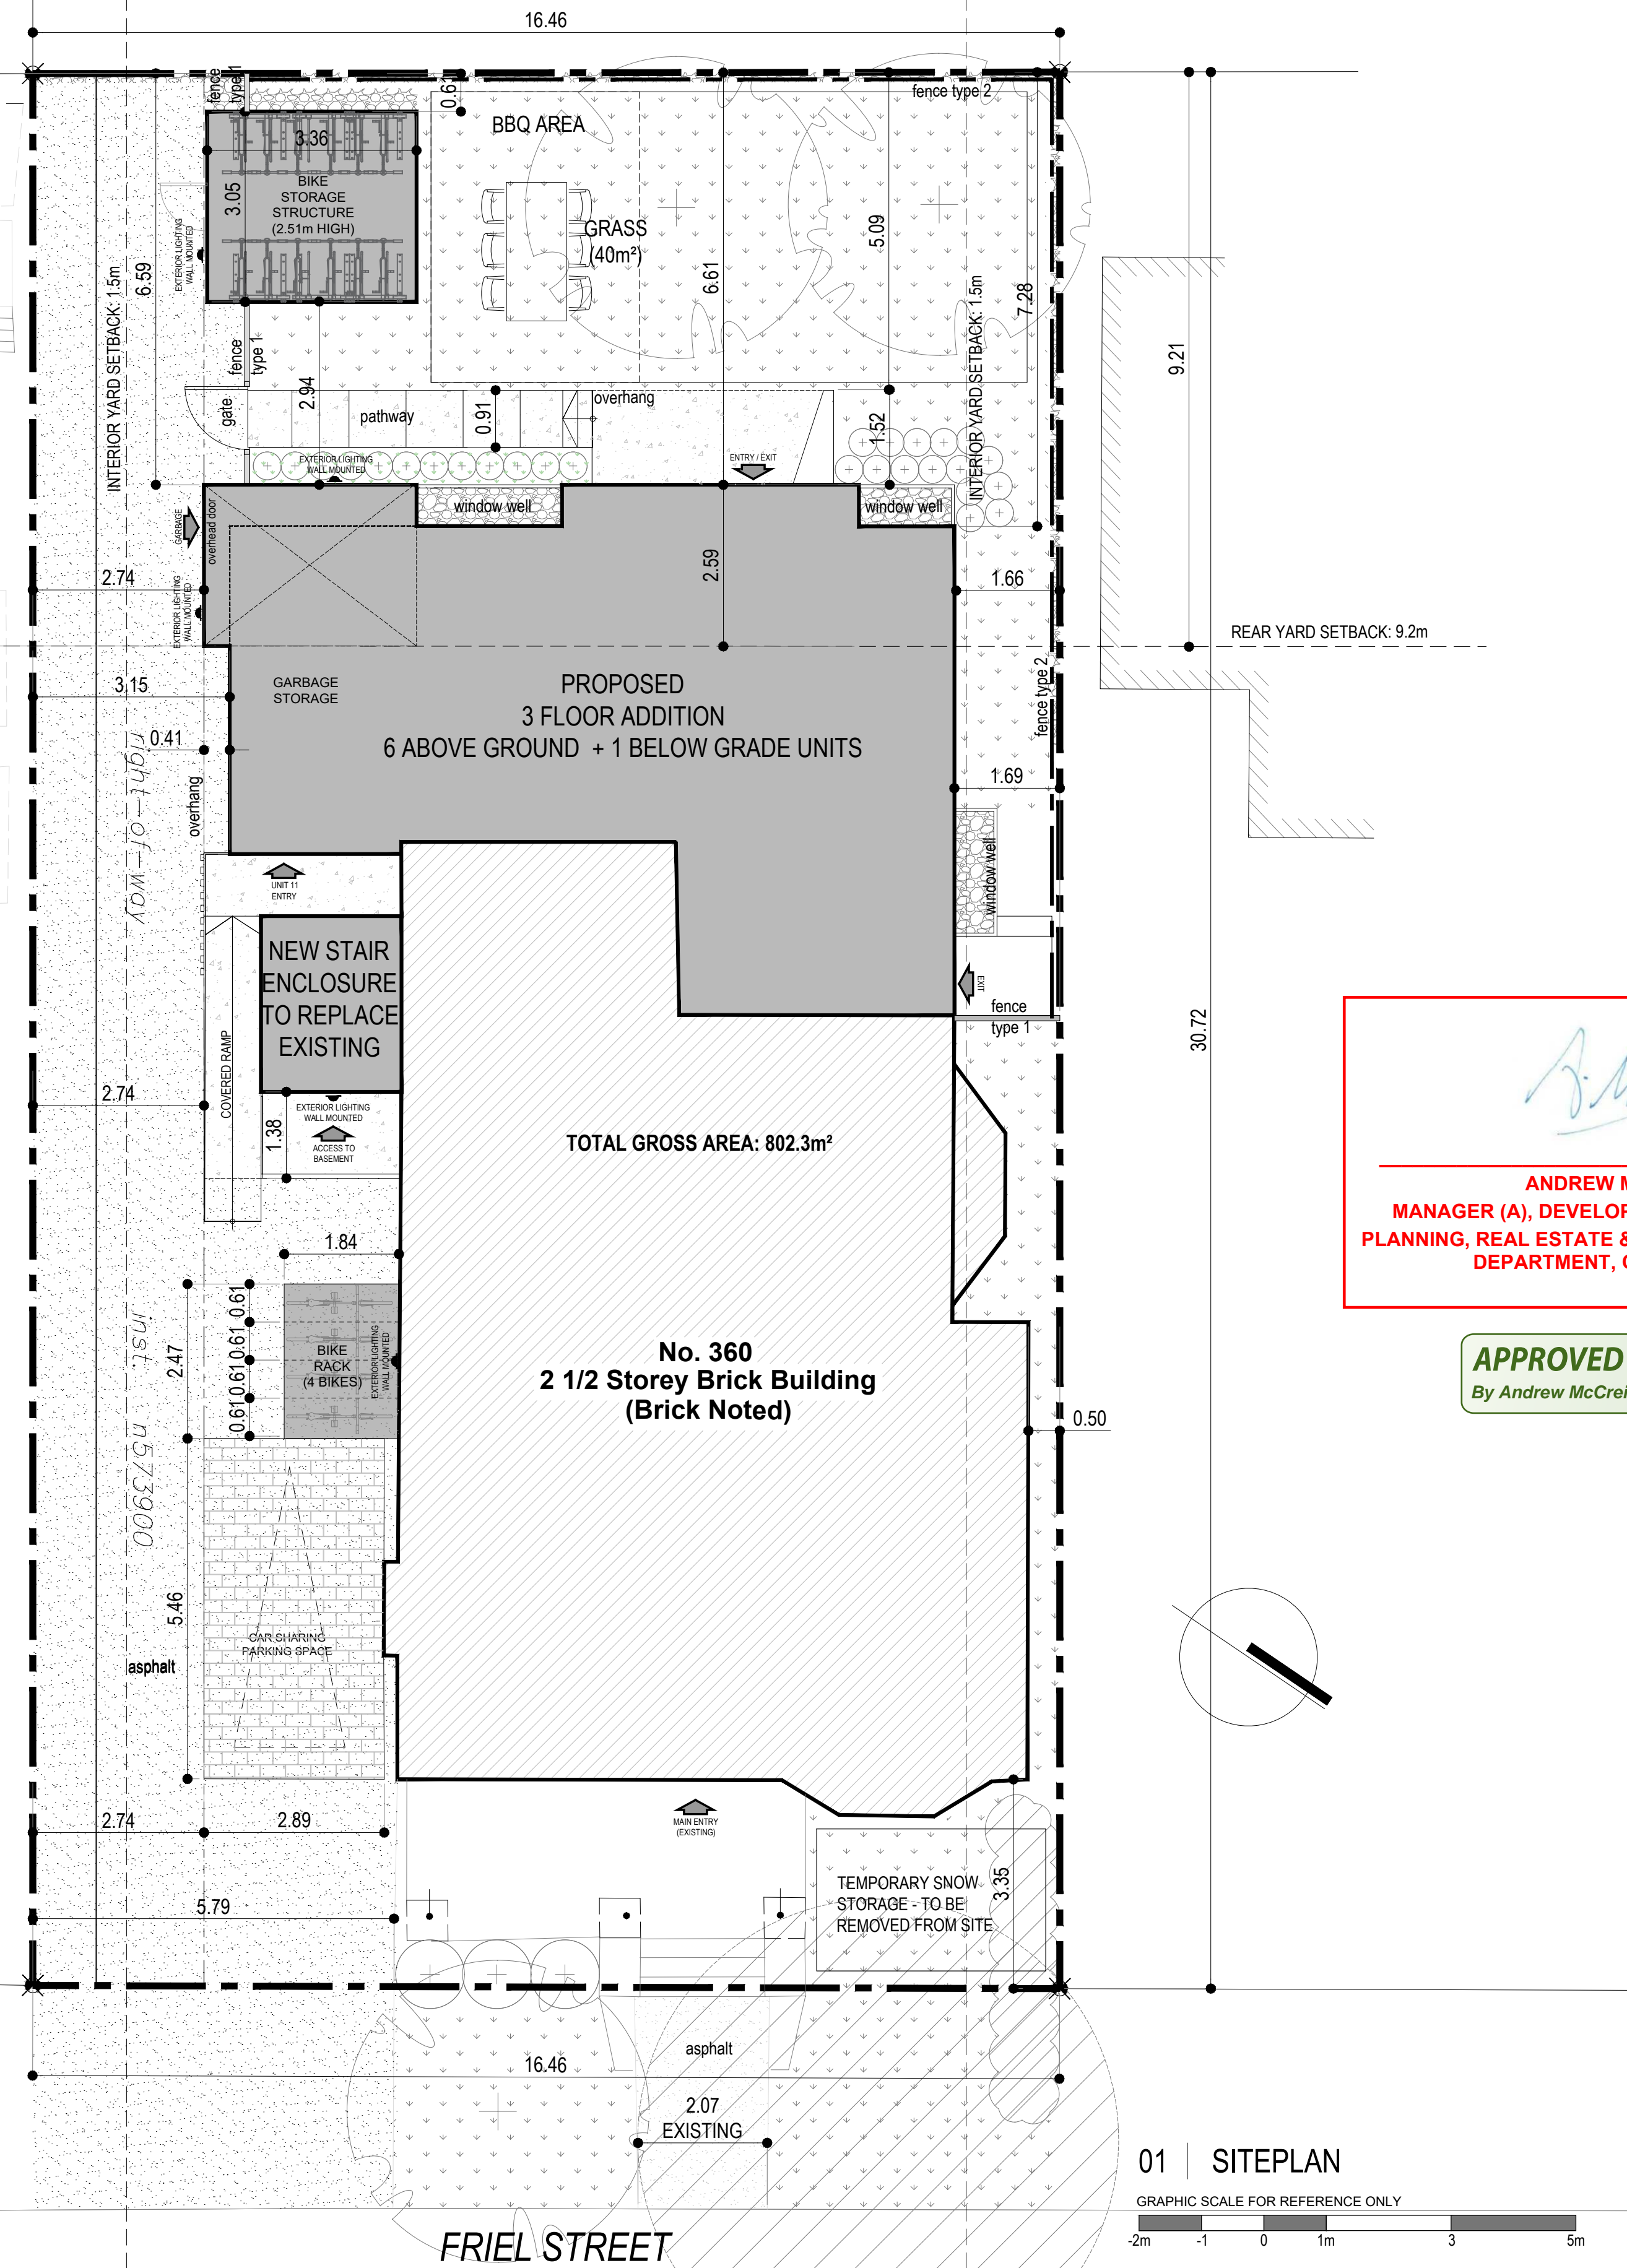 16.46
fence
type 1
0.61
fence type 2
BBQ AREA
3.36
BIKE
STORAGE
STRUCTURE
(2.51m HIGH)
3.05
GRASS
(40m²)
5.09
6.61
6.59
EXTERIOR LIGHTING
WALL MOUNTED
INTERIOR YARD SETBACK: 1.5m
INTERIOR YARD SETBACK: 1.5m
7.28
9.21
fence
type 1
gate
2.94
pathway
0.91
overhang
1.52
EXTERIOR LIGHTING
WALL MOUNTED
ENTRY / EXIT
window well
window well
GARBAGE
overhead door
2.74
EXTERIOR LIGHTING
WALL MOUNTED
2.59
1.66
REAR YARD SETBACK: 9.2m
3.15
GARBAGE
STORAGE
PROPOSED
3 FLOOR ADDITION
6 ABOVE GROUND + 1 BELOW GRADE UNITS
fence type 2
0.41
overhang
right-of-way
1.69
window well
UNIT 11
ENTRY
NEW STAIR
ENCLOSURE
TO REPLACE
EXISTING
EXIT
fence
type 1
30.72
COVERED RAMP
2.74
1.38
EXTERIOR LIGHTING
WALL MOUNTED
ACCESS TO
BASEMENT
TOTAL GROSS AREA: 802.3m²
ANDREW M
MANAGER (A), DEVELOP
PLANNING, REAL ESTATE &
DEPARTMENT,
1.84
2.47
0.61
0.61
0.61
0.61
BIKE
RACK
(4 BIKES)
EXTERIOR LIGHTING
WALL MOUNTED
inst. n573900
No. 360
2 1/2 Storey Brick Building
(Brick Noted)
APPROVED
By Andrew McCrei
0.50
5.46
CAR SHARING
PARKING SPACE
asphalt
2.74
2.89
MAIN ENTRY
(EXISTING)
TEMPORARY SNOW
STORAGE - TO BE
REMOVED FROM SITE
3.35
5.79
asphalt
16.46
2.07
EXISTING
01 | SITEPLAN
GRAPHIC SCALE FOR REFERENCE ONLY
-2m -1 0 1m 3 5m
FRIEL STREET